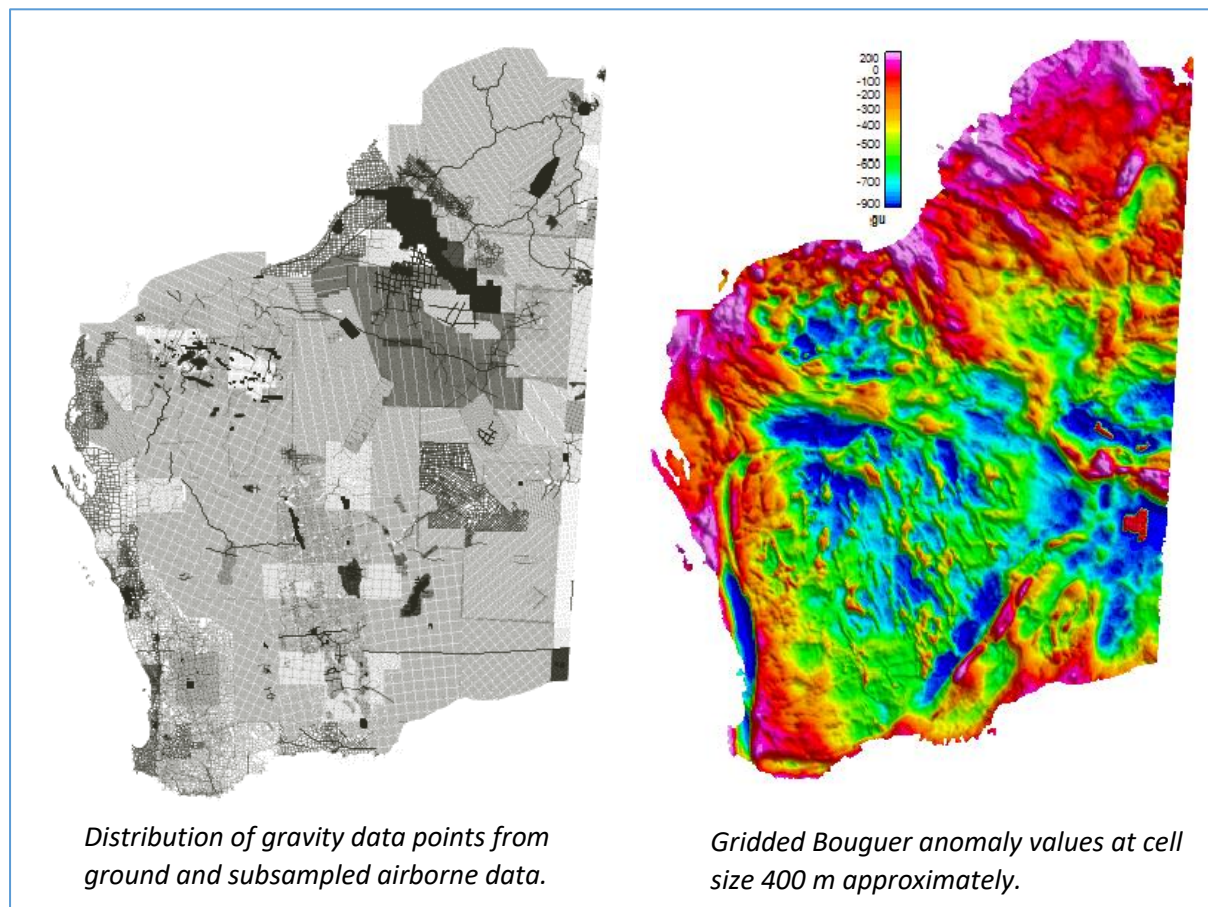 200
0
-100
-200
-300
-400
-500
-600
-700
-900
gu
Distribution of gravity data points from
ground and subsampled airborne data.
Gridded Bouguer anomaly values at cell
size 400 m approximately.